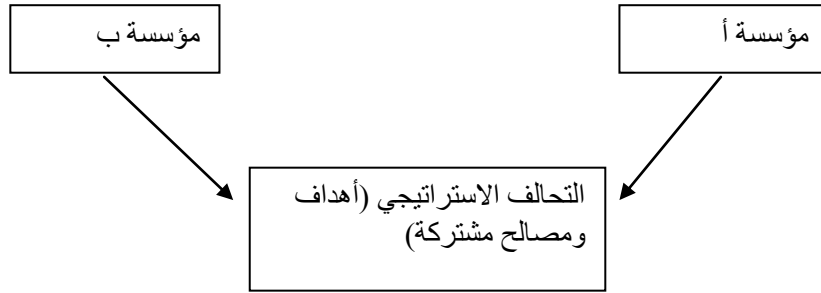 مؤسسة أ
مؤسسة ب
التحالف الاستراتيجي (أهداف
ومصالح مشتركة)